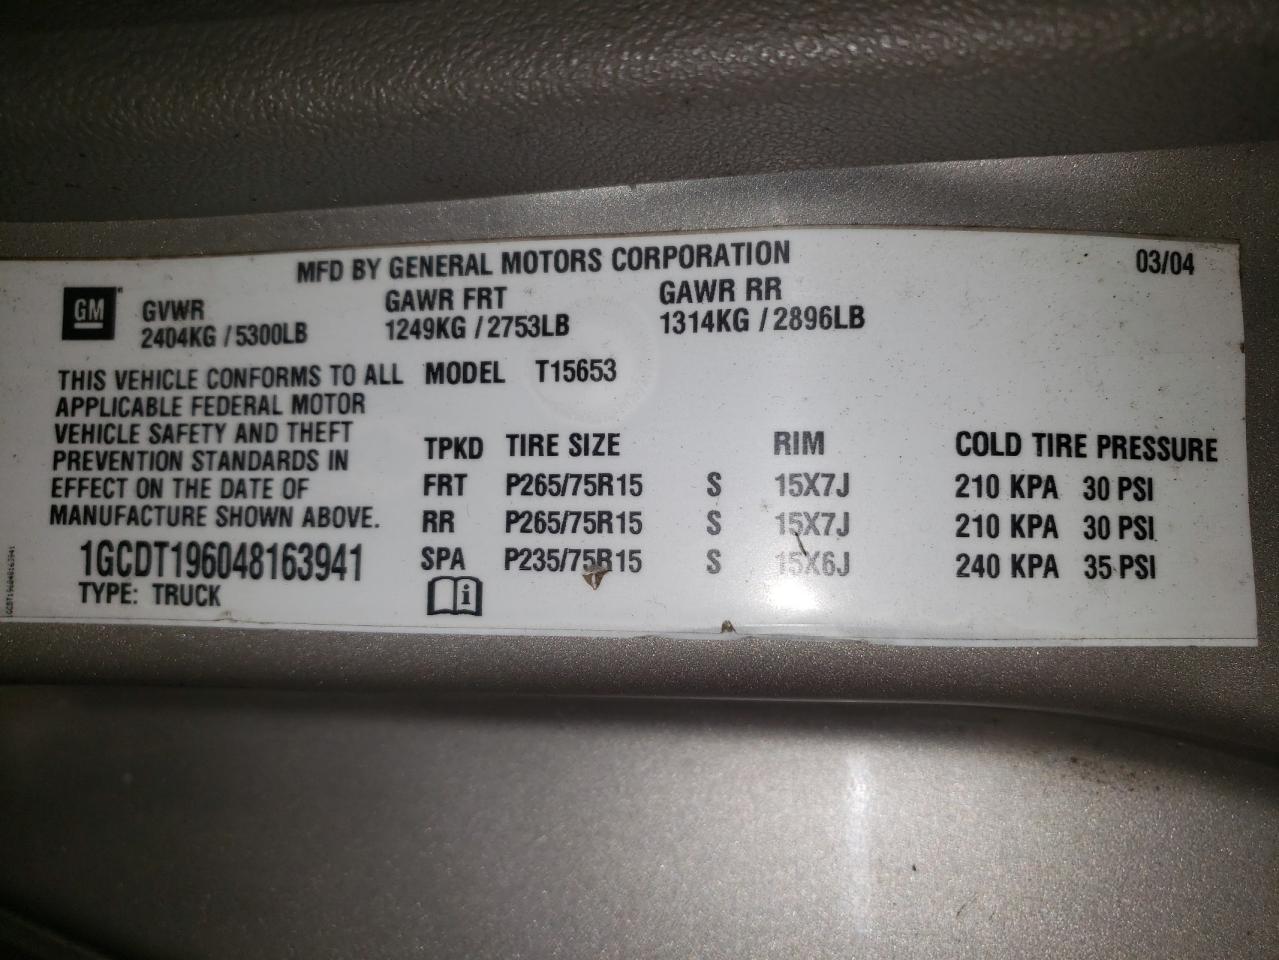 MFD BY GENERAL MOTORS CORPORATION 03/04
GM
GVWR GAWR FRT GAWR RR
2404KG / 5300LB 1249KG / 2753LB 1314KG / 2896LB
THIS VEHICLE CONFORMS TO ALL MODEL T15653
APPLICABLE FEDERAL MOTOR
VEHICLE SAFETY AND THEFT
PREVENTION STANDARDS IN
EFFECT ON THE DATE OF
MANUFACTURE SHOWN ABOVE.
TPKD TIRE SIZE RIM COLD TIRE PRESSURE
FRT P265/75R15 S 15X7J 210 KPA 30 PSI
RR P265/75R15 S 15X7J 210 KPA 30 PSI
SPA P235/75R15 S 15X6J 240 KPA 35 PSI
1GCDT196048163941
TYPE: TRUCK
i
1GCDT196048163941